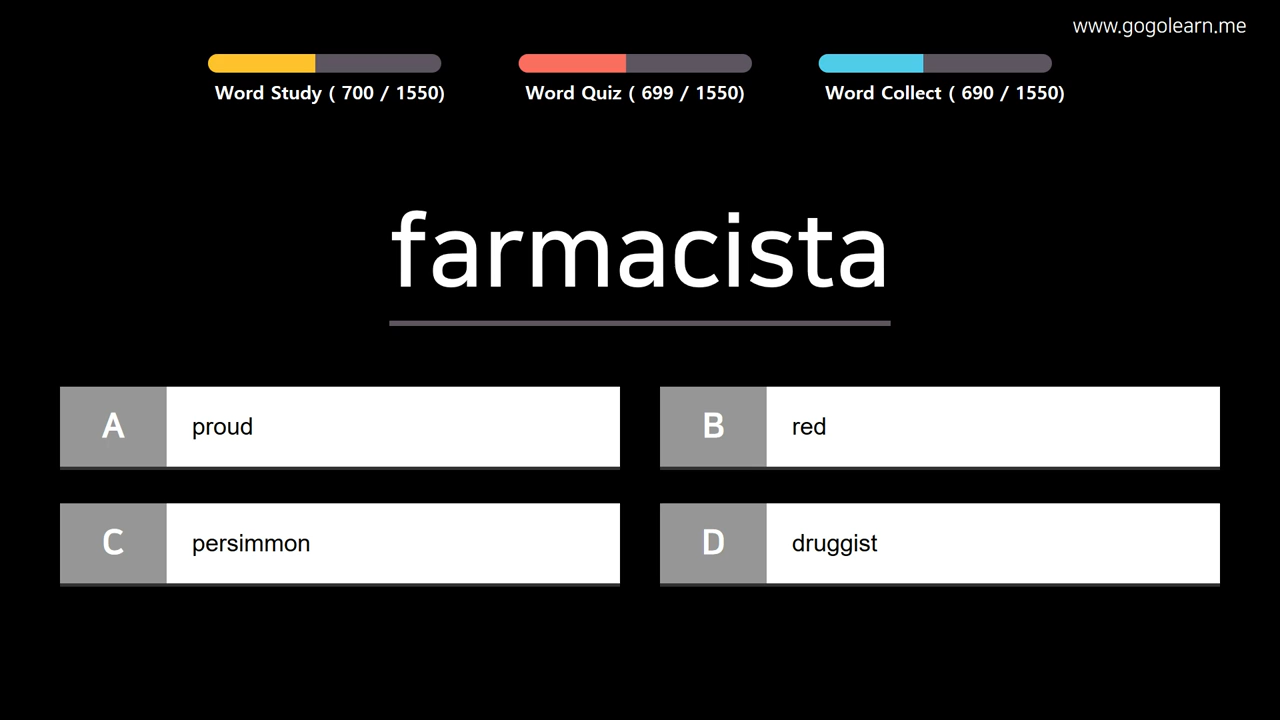 www.gogolearn.me
Word Study ( 700 / 1550)
Word Quiz ( 699 / 1550)
Word Collect ( 690 / 1550)
farmacista
A proud
B red
C persimmon
D druggist